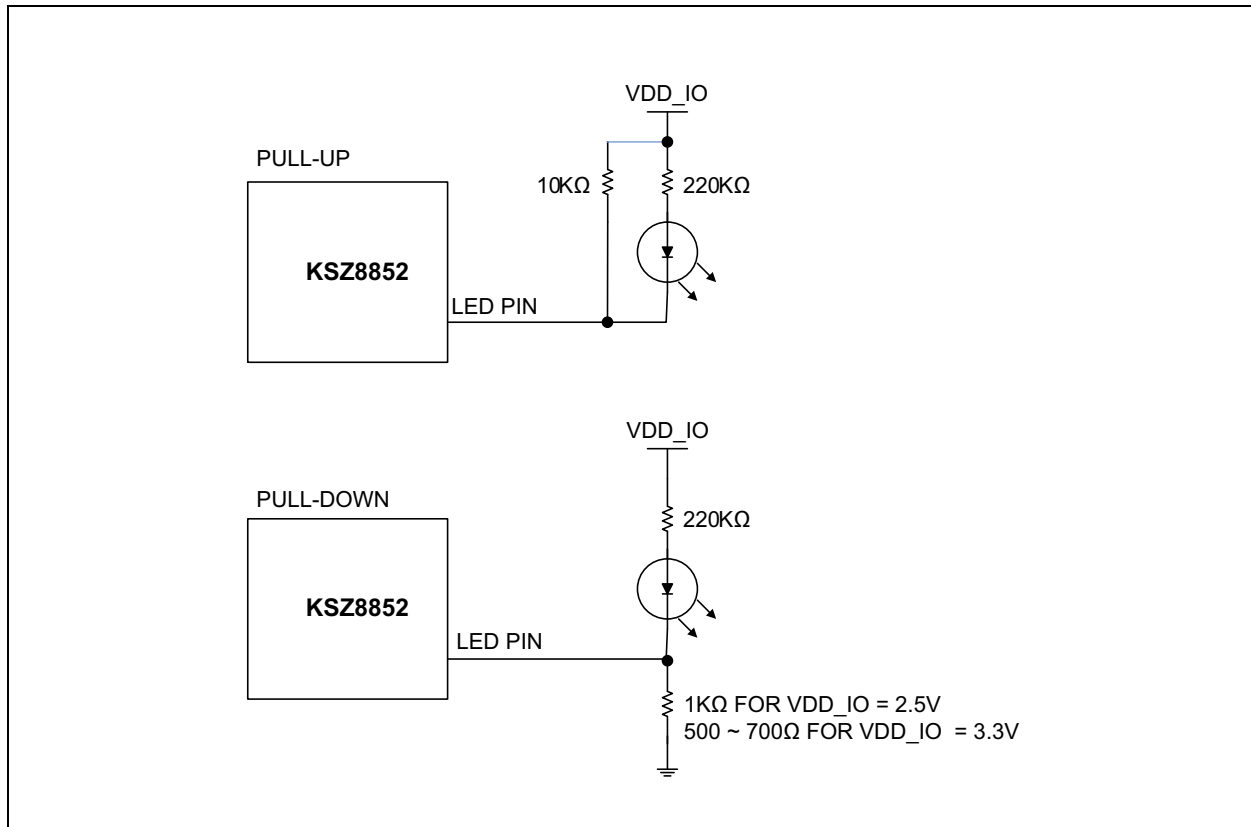 VDD_IO
PULL-UP
10KΩ
220KΩ
KSZ8852
LED PIN
VDD_IO
PULL-DOWN
220KΩ
KSZ8852
LED PIN
1KΩ FOR VDD_IO = 2.5V
500 ~ 700Ω FOR VDD_IO = 3.3V